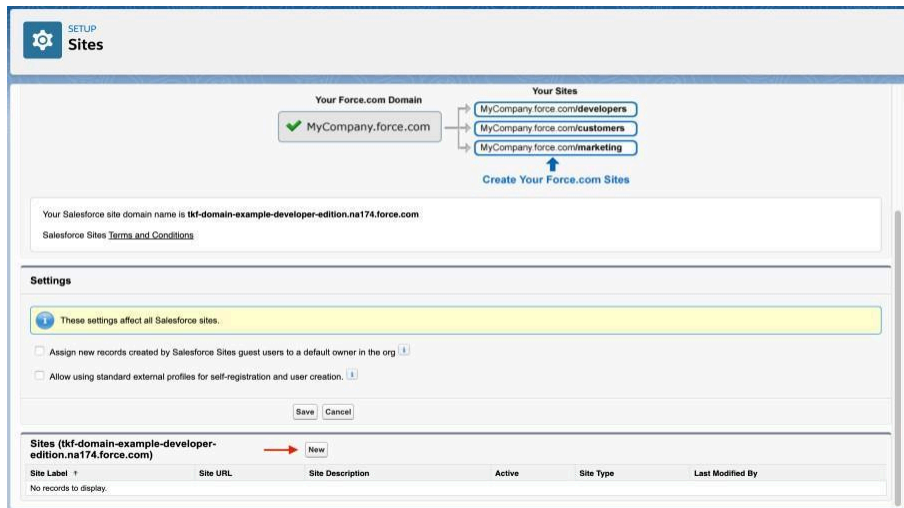 SETUP
Sites
Your Force.com Domain
MyCompany.force.com
Your Sites
MyCompany.force.com/developers
MyCompany.force.com/customers
MyCompany.force.com/marketing
Create Your Force.com Sites
Your Salesforce site domain name is tkf-domain-example-developer-edition.na174.force.com
Salesforce Sites Terms and Conditions
Settings
These settings affect all Salesforce sites.
Assign new records created by Salesforce Sites guest users to a default owner in the org i
Allow using standard external profiles for self-registration and user creation. i
Save Cancel
Sites (tkf-domain-example-developer-
edition.na174.force.com)
New
Site Label ↑ Site URL Site Description Active Site Type Last Modified By
No records to display.